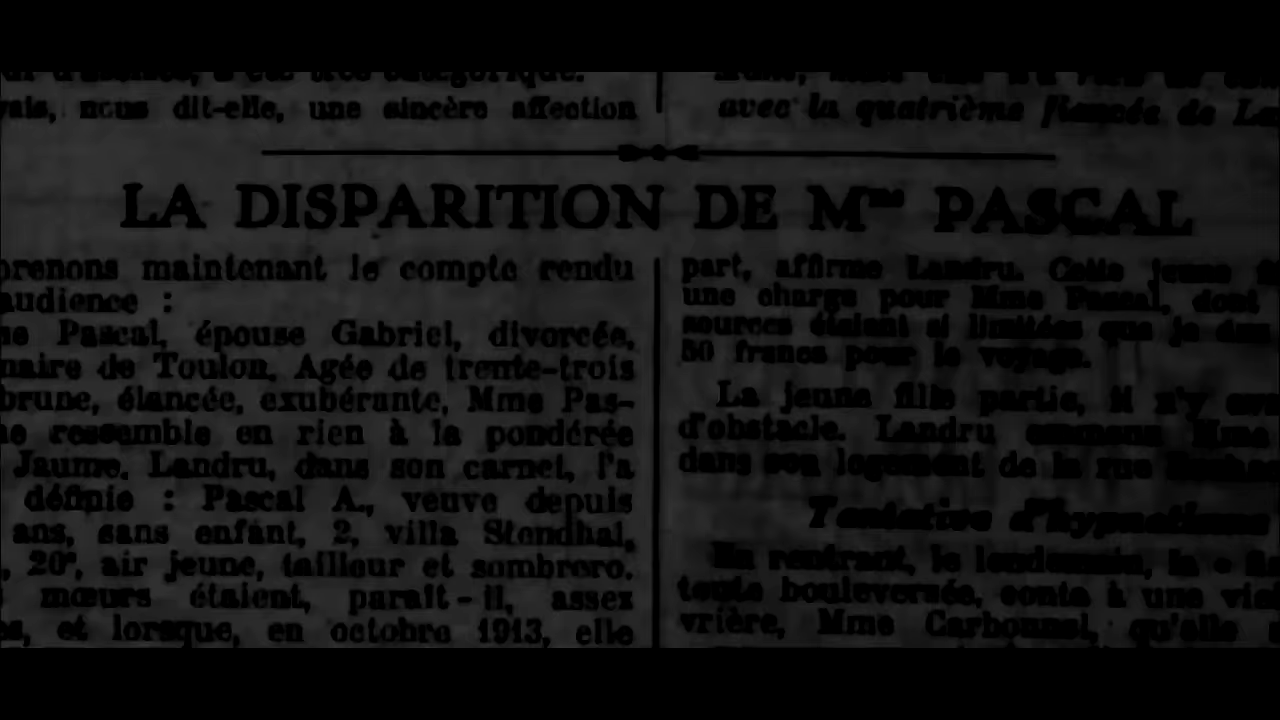 nous dit-elle, une sincère affection
avec la quatrième fiancée de
LA DISPARITION DE Mme PASCAL
prenons maintenant le compte rendu
audience :
Pascal, épouse Gabriel, divorcée,
de Toulon. Agée de trente-trois
brune, élancée, exubérante, Mme Pas-
ressemble en rien à la pondérée
Jaume. Landru, dans son carnet, l'a
définie : Pascal A., veuve depuis
ans, sans enfant, 2, villa Stendhal,
20e, air jeune, tailleur et sombrero.
mœurs étaient, paraît-il, assez
et lorsque, en octobre 1913, elle
part, affirme Landru. Cette jeune
une charge pour Mme Pascal, dont
sources étaient si limitées que je
50 francs pour le voyage.
La jeune fille partie, il n'y
d'obstacle. Landru emmena Mme
dans son logement de la rue
Tentative d'hypnotisme
En rentrant, le lendemain, la «
toute bouleversée, conte à une
vrière, Mme Carbonnel, qu'elle